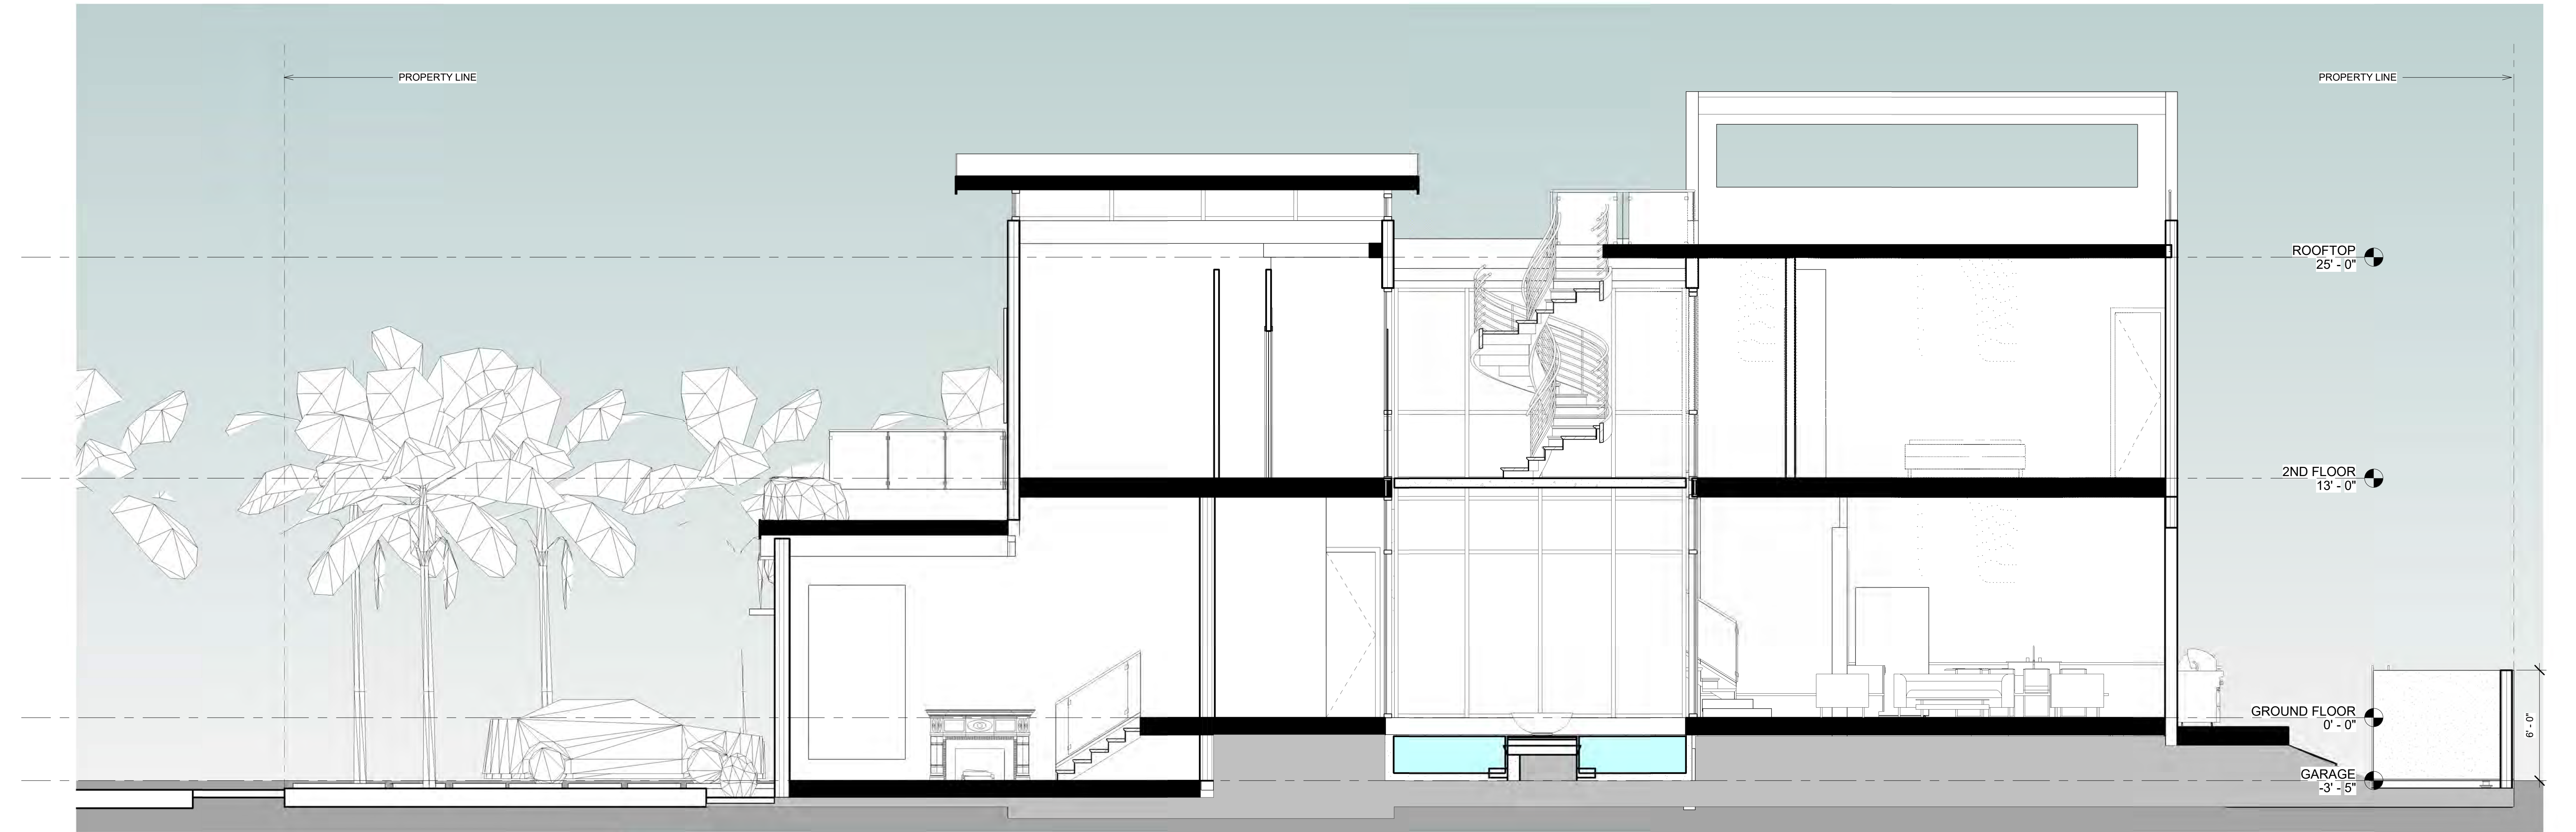 PROPERTY LINE
PROPERTY LINE
ROOFTOP
25' - 0"
2ND FLOOR
13' - 0"
GROUND FLOOR
0' - 0"
6' - 0"
GARAGE
-3' - 5"